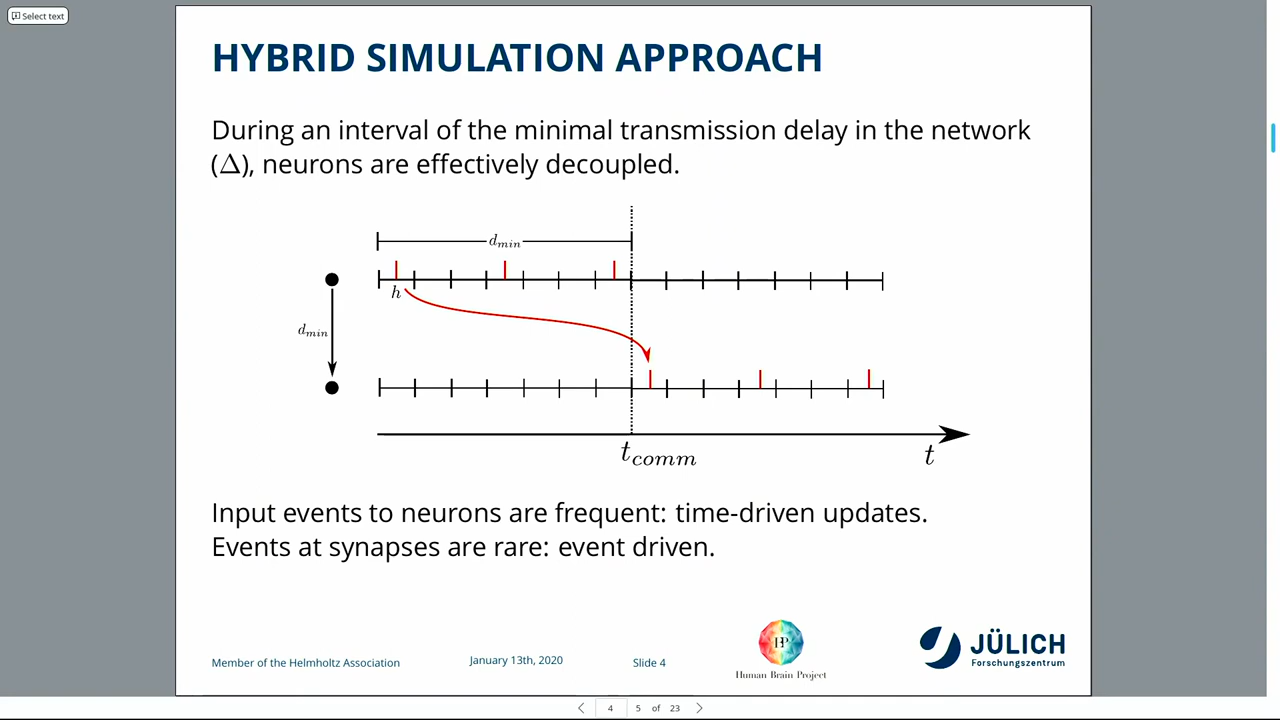 Select text
HYBRID SIMULATION APPROACH
During an interval of the minimal transmission delay in the network
(Δ), neurons are effectively decoupled.
d_min
h
d_min
t_comm
t
Input events to neurons are frequent: time-driven updates.
Events at synapses are rare: event driven.
Member of the Helmholtz Association
January 13th, 2020
Slide 4
Human Brain Project
JÜLICH
Forschungszentrum
4 5 of 23